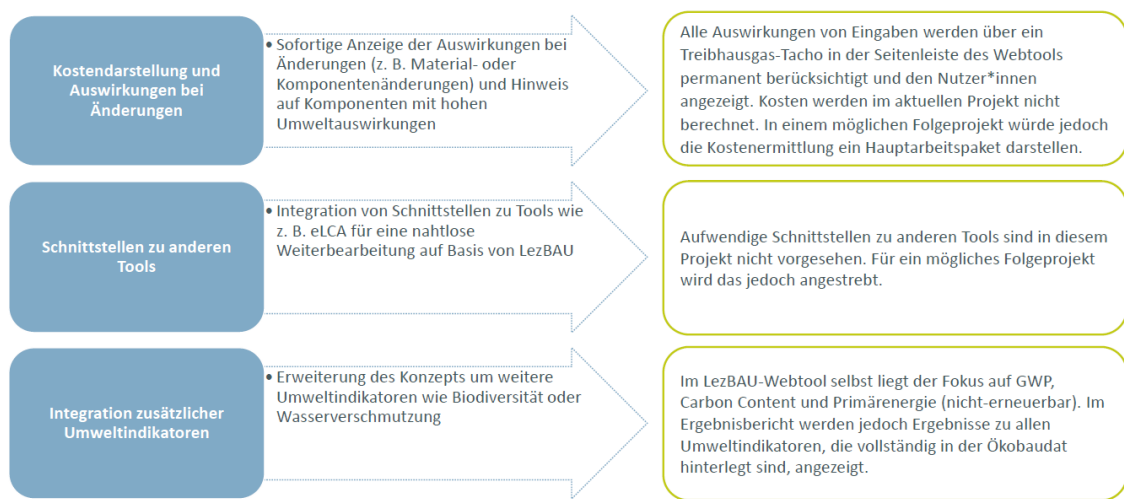 Kostendarstellung und
Auswirkungen bei
Änderungen
• Sofortige Anzeige der Auswirkungen bei
Änderungen (z. B. Material- oder
Komponentenänderungen) und Hinweis
auf Komponenten mit hohen
Umweltauswirkungen
Alle Auswirkungen von Eingaben werden über ein
Treibhausgas-Tacho in der Seitenleiste des Webtools
permanent berücksichtigt und den Nutzer*innen
angezeigt. Kosten werden im aktuellen Projekt nicht
berechnet. In einem möglichen Folgeprojekt würde jedoch
die Kostenermittlung ein Hauptarbeitspaket darstellen.
Schnittstellen zu anderen
Tools
• Integration von Schnittstellen zu Tools wie
z. B. eLCA für eine nahtlose
Weiterbearbeitung auf Basis von LezBAU
Aufwendige Schnittstellen zu anderen Tools sind in diesem
Projekt nicht vorgesehen. Für ein mögliches Folgeprojekt
wird das jedoch angestrebt.
Integration zusätzlicher
Umweltindikatoren
• Erweiterung des Konzepts um weitere
Umweltindikatoren wie Biodiversität oder
Wasserverschmutzung
Im LezBAU-Webtool selbst liegt der Fokus auf GWP,
Carbon Content und Primärenergie (nicht-erneuerbar). Im
Ergebnisbericht werden jedoch Ergebnisse zu allen
Umweltindikatoren, die vollständig in der Ökobaudat
hinterlegt sind, angezeigt.